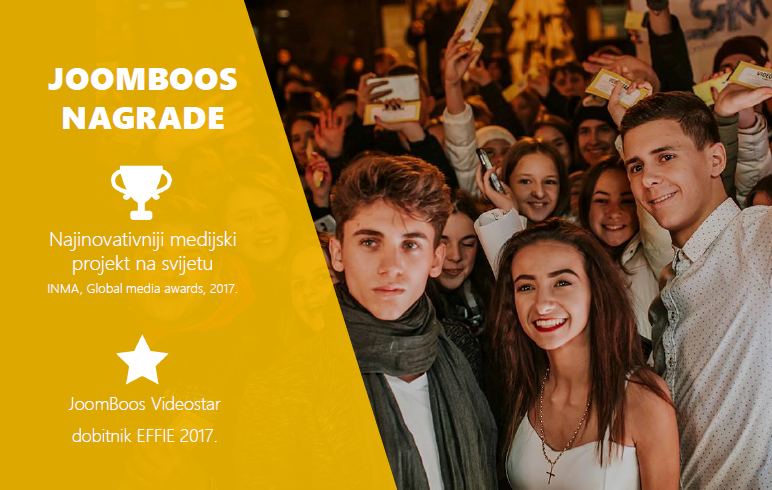 JOOMBOOS
NAGRADE
Najinovativniji medijski
projekt na svijetu
INMA, Global media awards, 2017.
JoomBoos Videostar
dobitnik EFFIE 2017.